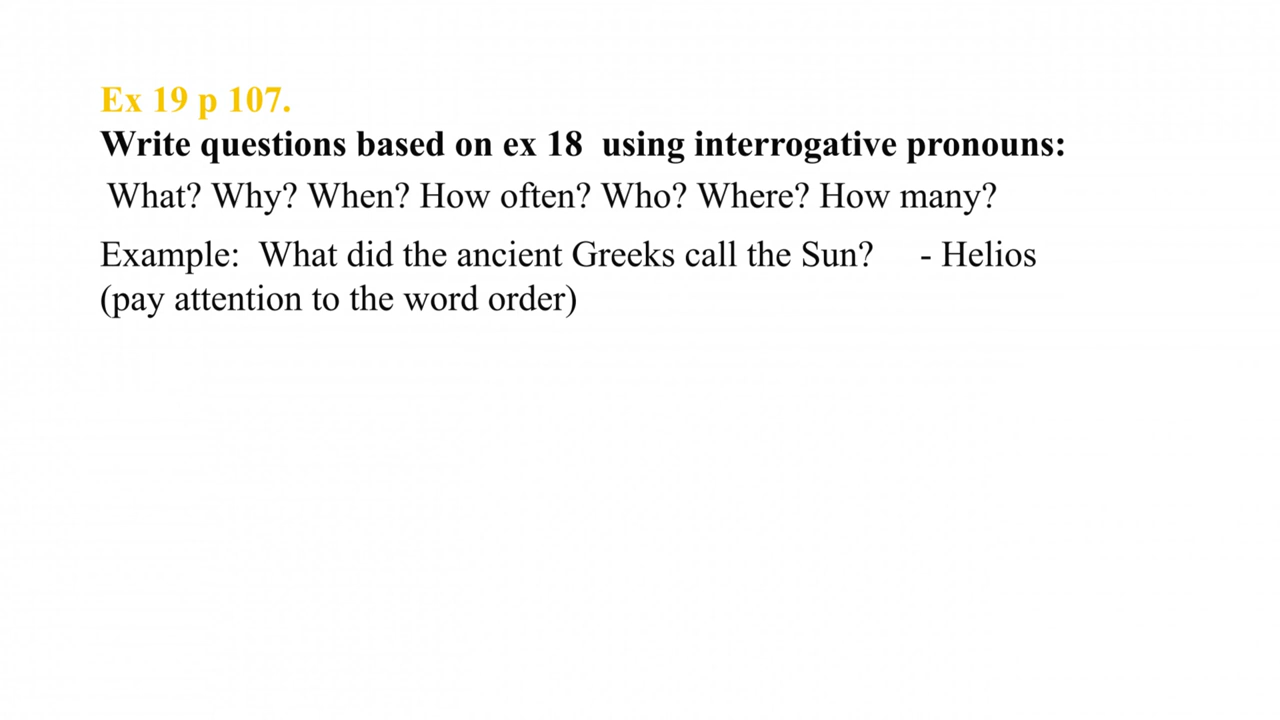 Ex 19 p 107.
Write questions based on ex 18 using interrogative pronouns:
What? Why? When? How often? Who? Where? How many?
Example: What did the ancient Greeks call the Sun? - Helios
(pay attention to the word order)